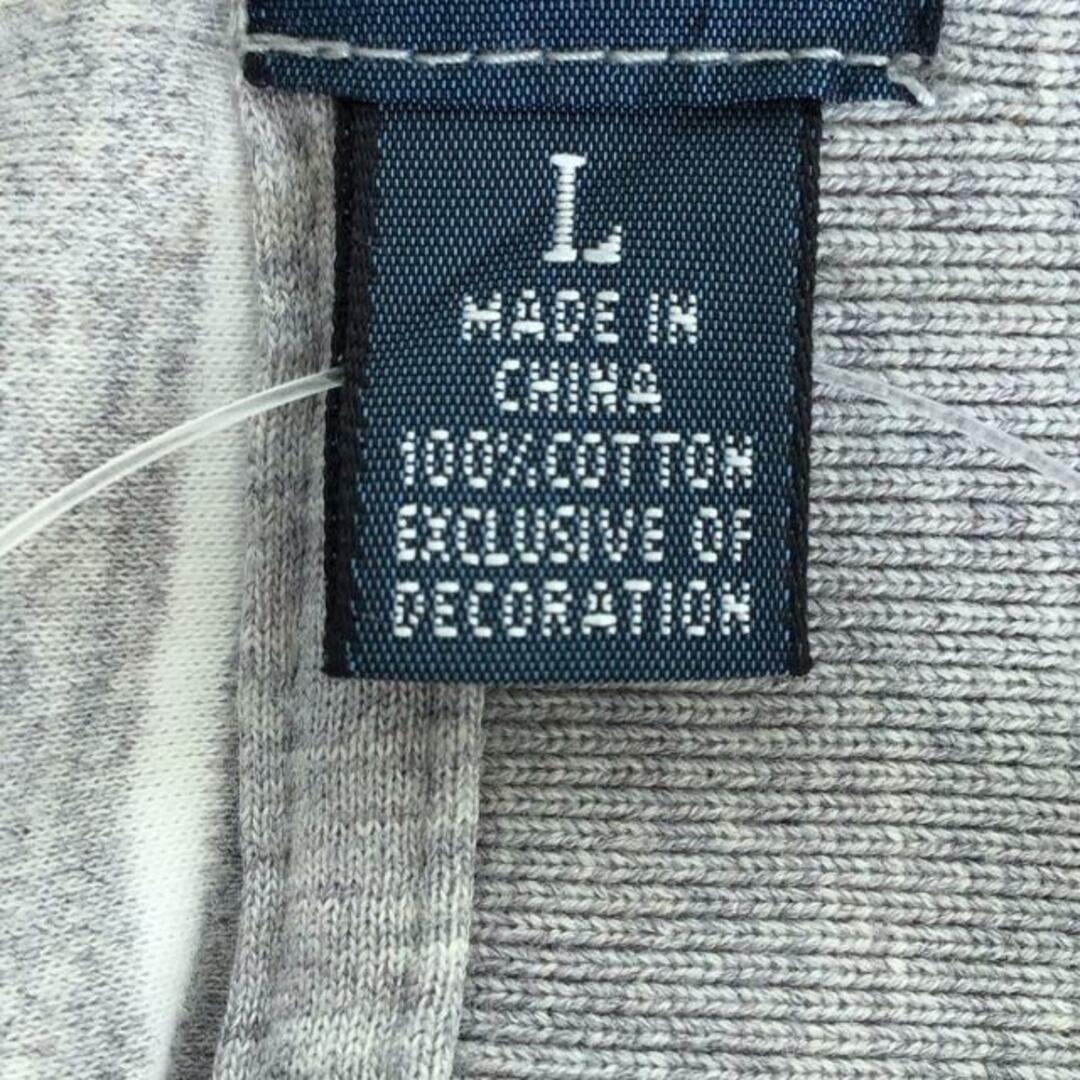 L
MADE IN
CHINA
100%COTTON
EXCLUSIVE OF
DECORATION